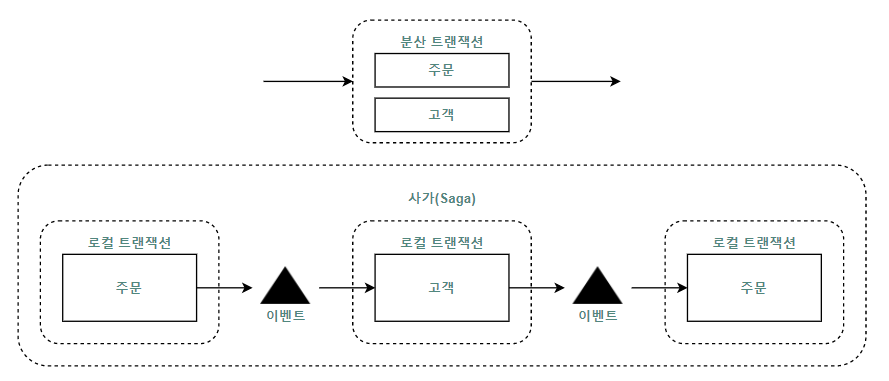 분산 트랜잭션
주문
고객
사가(Saga)
로컬 트랜잭션
주문
이벤트
로컬 트랜잭션
고객
이벤트
로컬 트랜잭션
주문